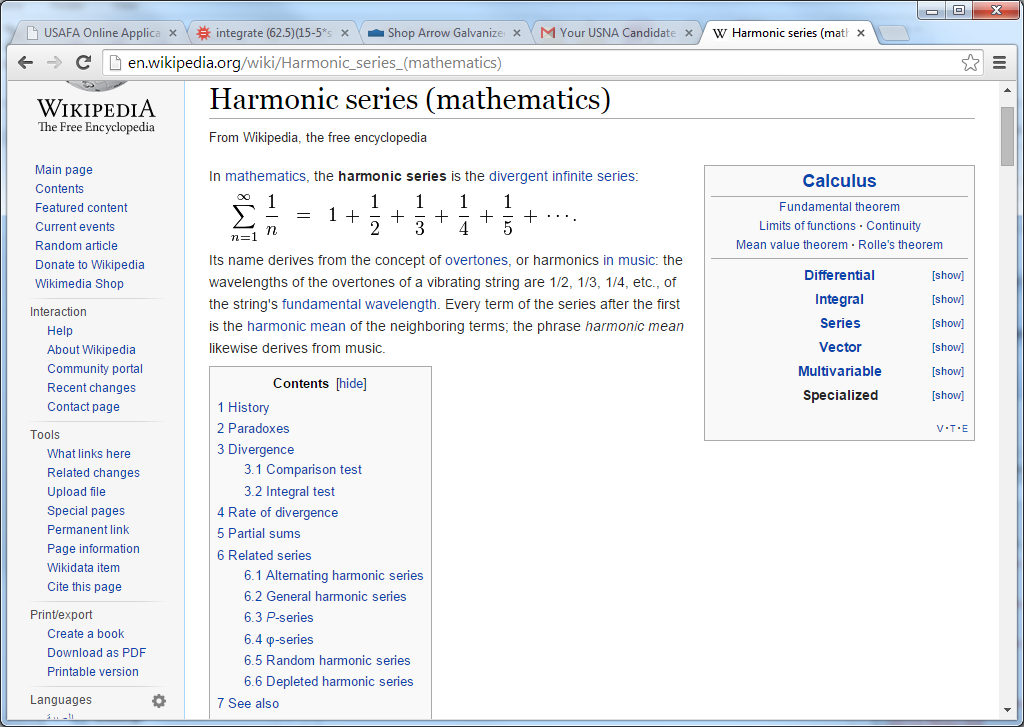 USAFA Online Applica
integrate (62.5)(15-5*s
Shop Arrow Galvanize
Your USNA Candidate
Harmonic series (math
en.wikipedia.org/wiki/Harmonic_series_(mathematics)
WIKIPEDIA
The Free Encyclopedia
Main page
Contents
Featured content
Current events
Random article
Donate to Wikipedia
Wikimedia Shop
Interaction
Help
About Wikipedia
Community portal
Recent changes
Contact page
Tools
What links here
Related changes
Upload file
Special pages
Permanent link
Page information
Wikidata item
Cite this page
Print/export
Create a book
Download as PDF
Printable version
Languages
Harmonic series (mathematics)
From Wikipedia, the free encyclopedia
In mathematics, the harmonic series is the divergent infinite series:
∑_{n=1}^{∞} 1/n = 1 + 1/2 + 1/3 + 1/4 + 1/5 + ⋯.
Its name derives from the concept of overtones, or harmonics in music: the
wavelengths of the overtones of a vibrating string are 1/2, 1/3, 1/4, etc., of
the string's fundamental wavelength. Every term of the series after the first
is the harmonic mean of the neighboring terms; the phrase harmonic mean
likewise derives from music.
Contents [hide]
1 History
2 Paradoxes
3 Divergence
3.1 Comparison test
3.2 Integral test
4 Rate of divergence
5 Partial sums
6 Related series
6.1 Alternating harmonic series
6.2 General harmonic series
6.3 P-series
6.4 φ-series
6.5 Random harmonic series
6.6 Depleted harmonic series
7 See also
Calculus
Fundamental theorem
Limits of functions · Continuity
Mean value theorem · Rolle's theorem
Differential [show]
Integral [show]
Series [show]
Vector [show]
Multivariable [show]
Specialized [show]
V · T · E